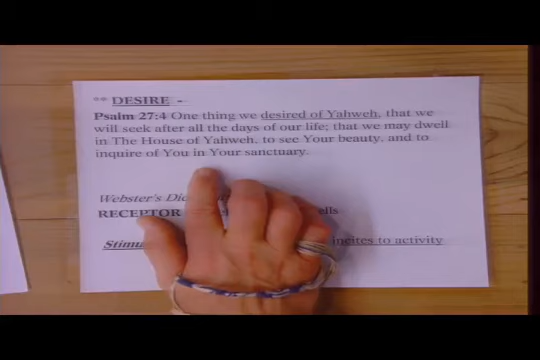 ** DESIRE -
Psalm 27:4 One thing we desired of Yahweh, that we
will seek after all the days of our life; that we may dwell
in The House of Yahweh, to see Your beauty, and to
inquire of You in Your sanctuary.
Webster's
RECEPTOR
incites to activity